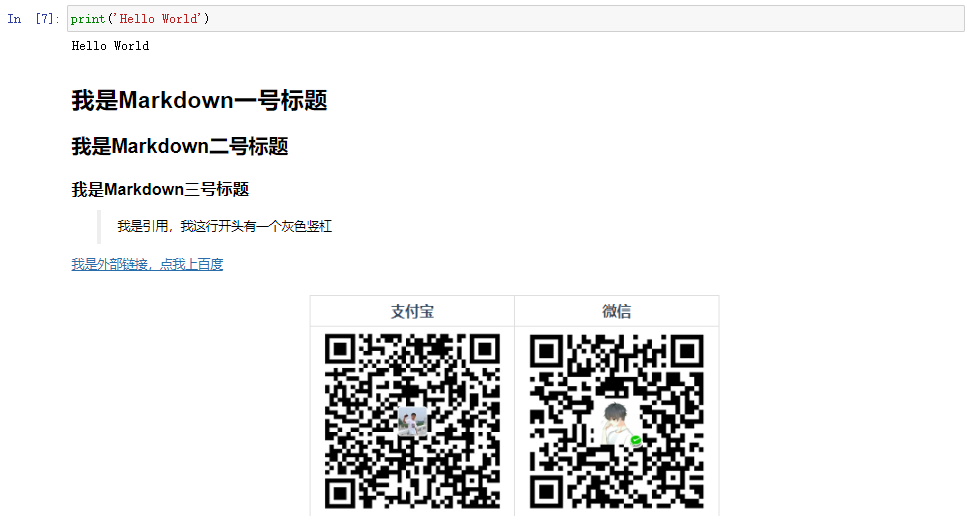 In [7]: print('Hello World')
Hello World
我是Markdown一号标题
我是Markdown二号标题
我是Markdown三号标题
我是引用，我这行开头有一个灰色竖杠
我是外部链接，点我上百度
支付宝 微信